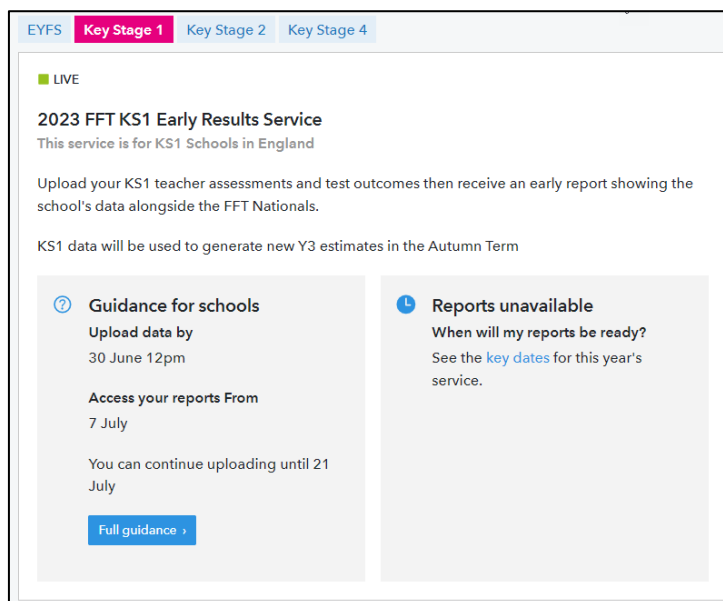 EYFS Key Stage 1 Key Stage 2 Key Stage 4
LIVE
2023 FFT KS1 Early Results Service
This service is for KS1 Schools in England
Upload your KS1 teacher assessments and test outcomes then receive an early report showing the
school's data alongside the FFT Nationals.
KS1 data will be used to generate new Y3 estimates in the Autumn Term
Guidance for schools
Upload data by
30 June 12pm
Access your reports From
7 July
You can continue uploading until 21
July
Full guidance ›
Reports unavailable
When will my reports be ready?
See the key dates for this year's
service.